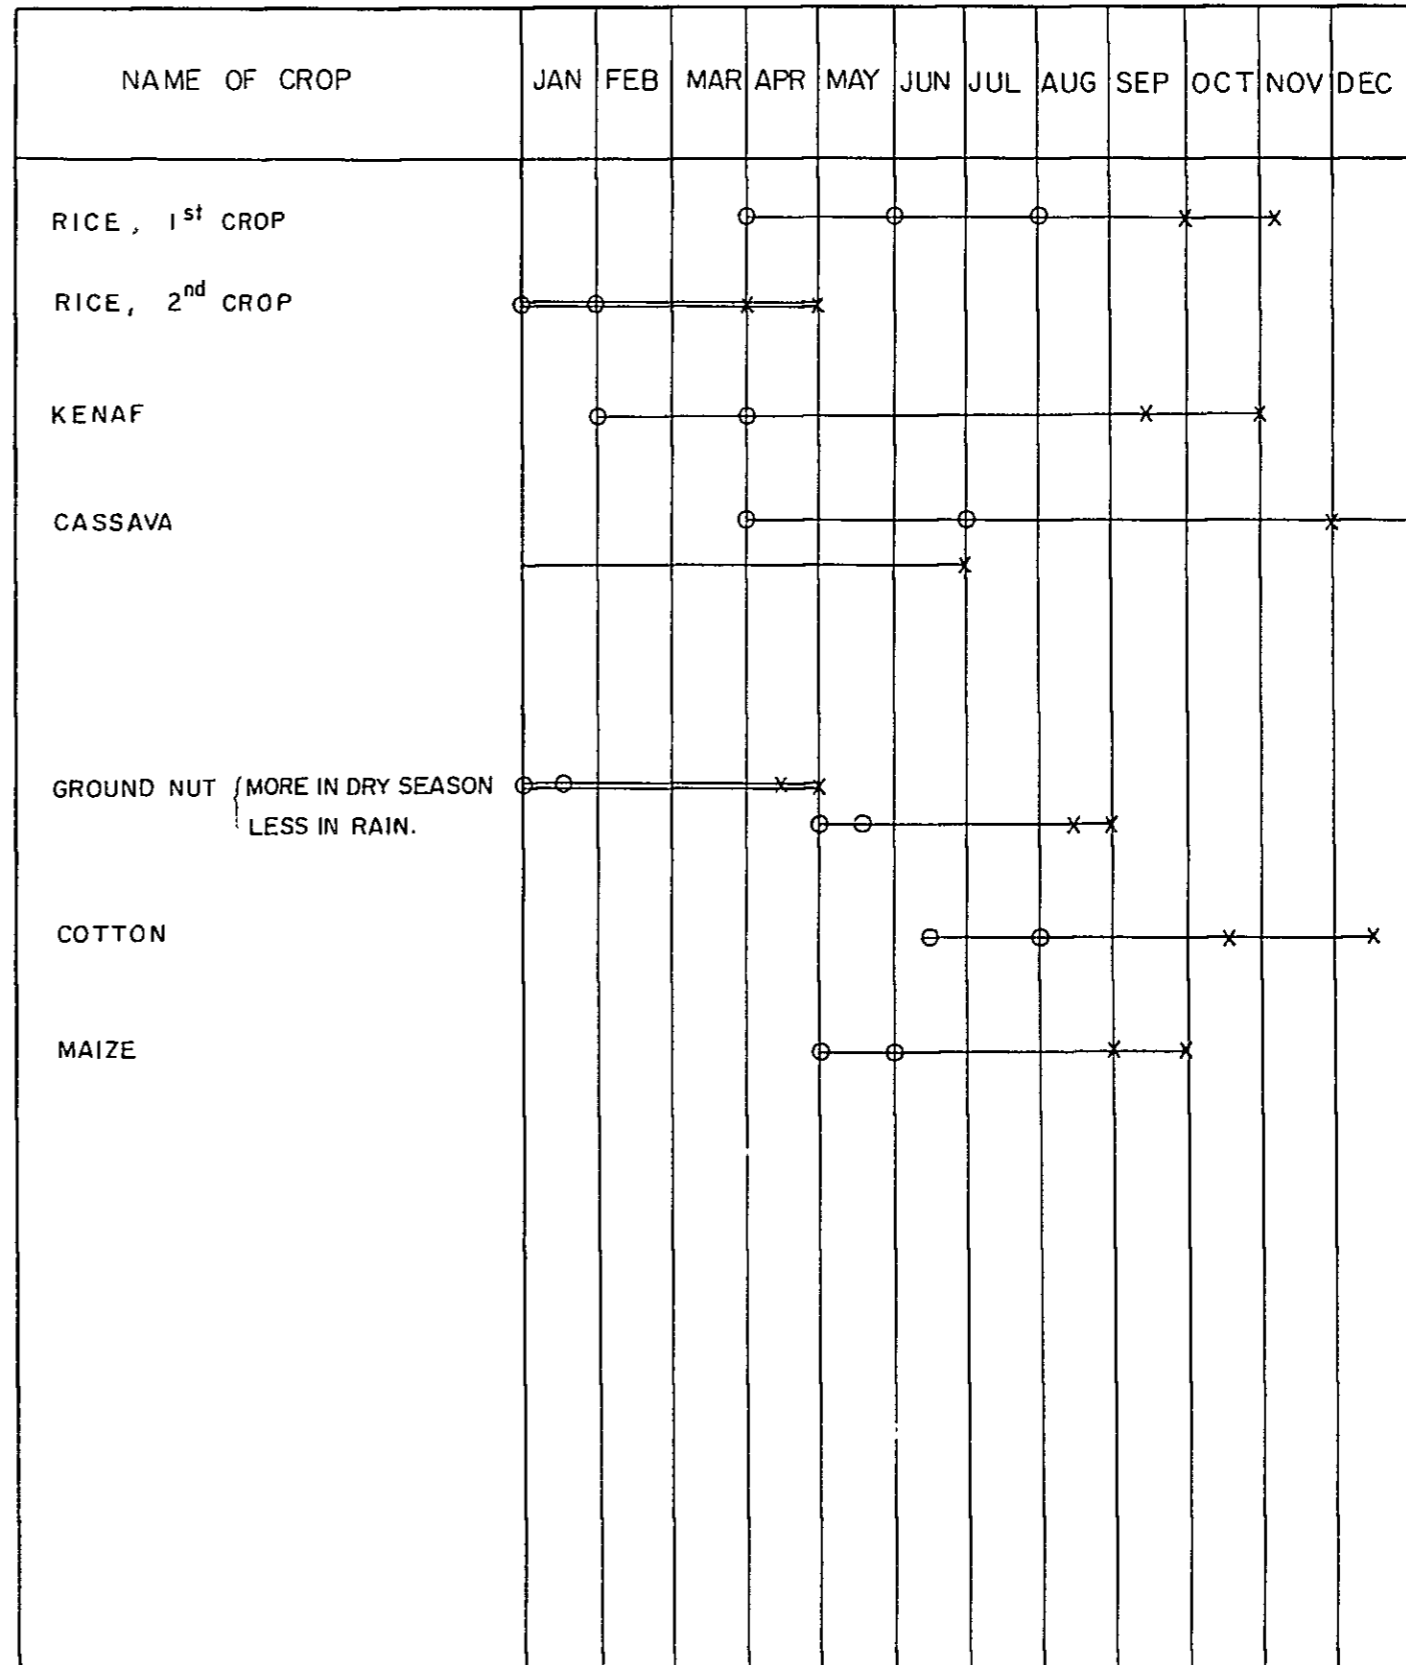 NAME OF CROP JAN FEB MAR APR MAY JUN JUL AUG SEP OCT NOV DEC
RICE, 1st CROP
RICE, 2nd CROP
KENAF
CASSAVA
GROUND NUT { MORE IN DRY SEASON
LESS IN RAIN.
COTTON
MAIZE